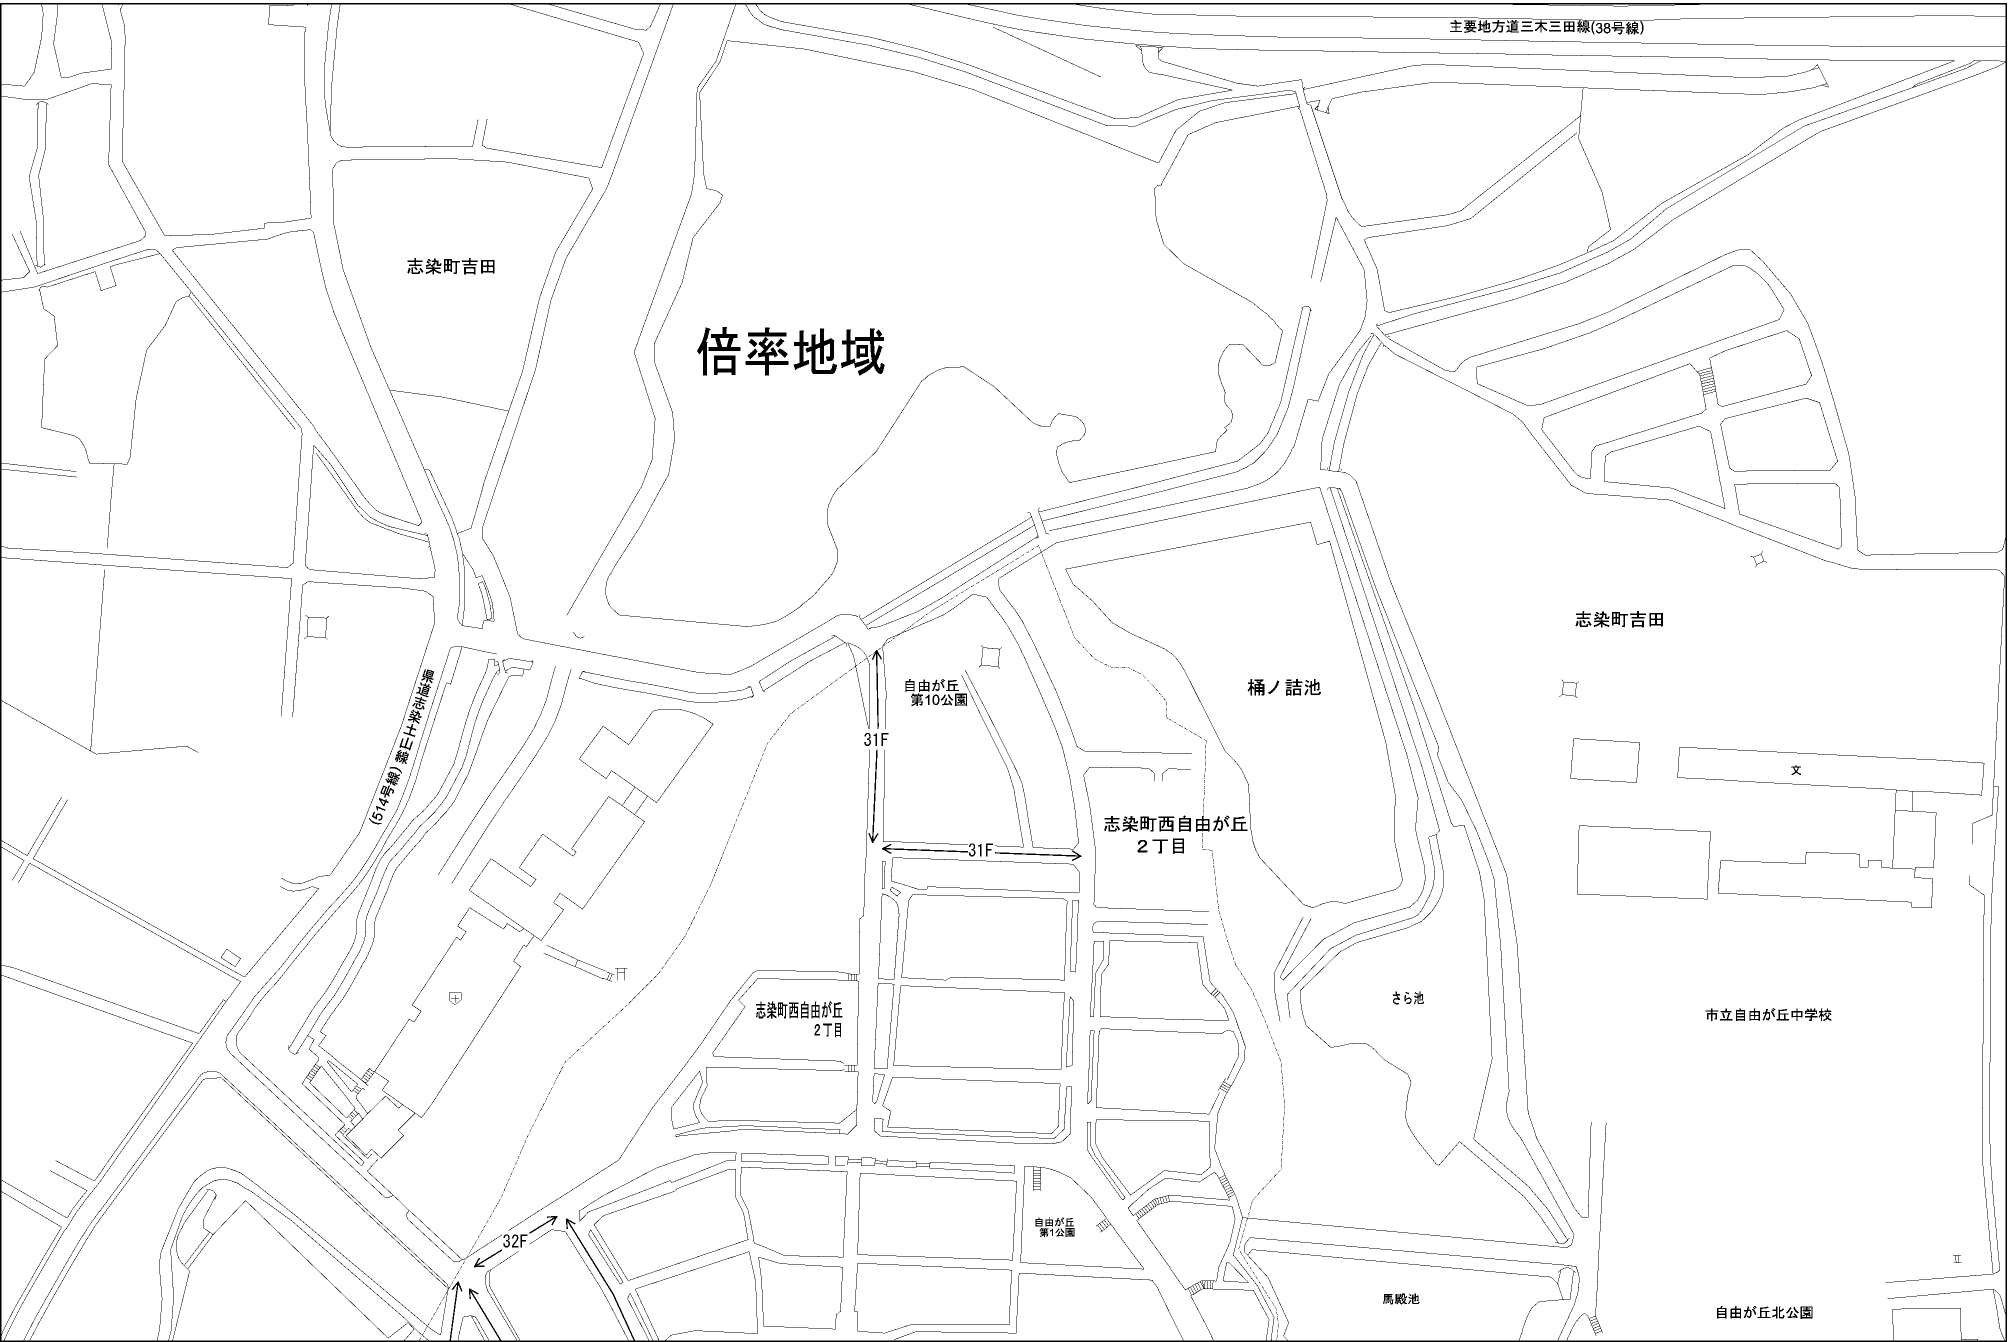 主要地方道三木三田線(38号線)
志染町吉田
倍率地域
志染町吉田
県道志染土山線
(514号線)
自由が丘
第10公園
桶ノ詰池
31F
文
志染町西自由が丘
２丁目
31F
さら池
志染町西自由が丘
２丁目
市立自由が丘中学校
自由が丘
第1公園
32F
馬殿池
自由が丘北公園